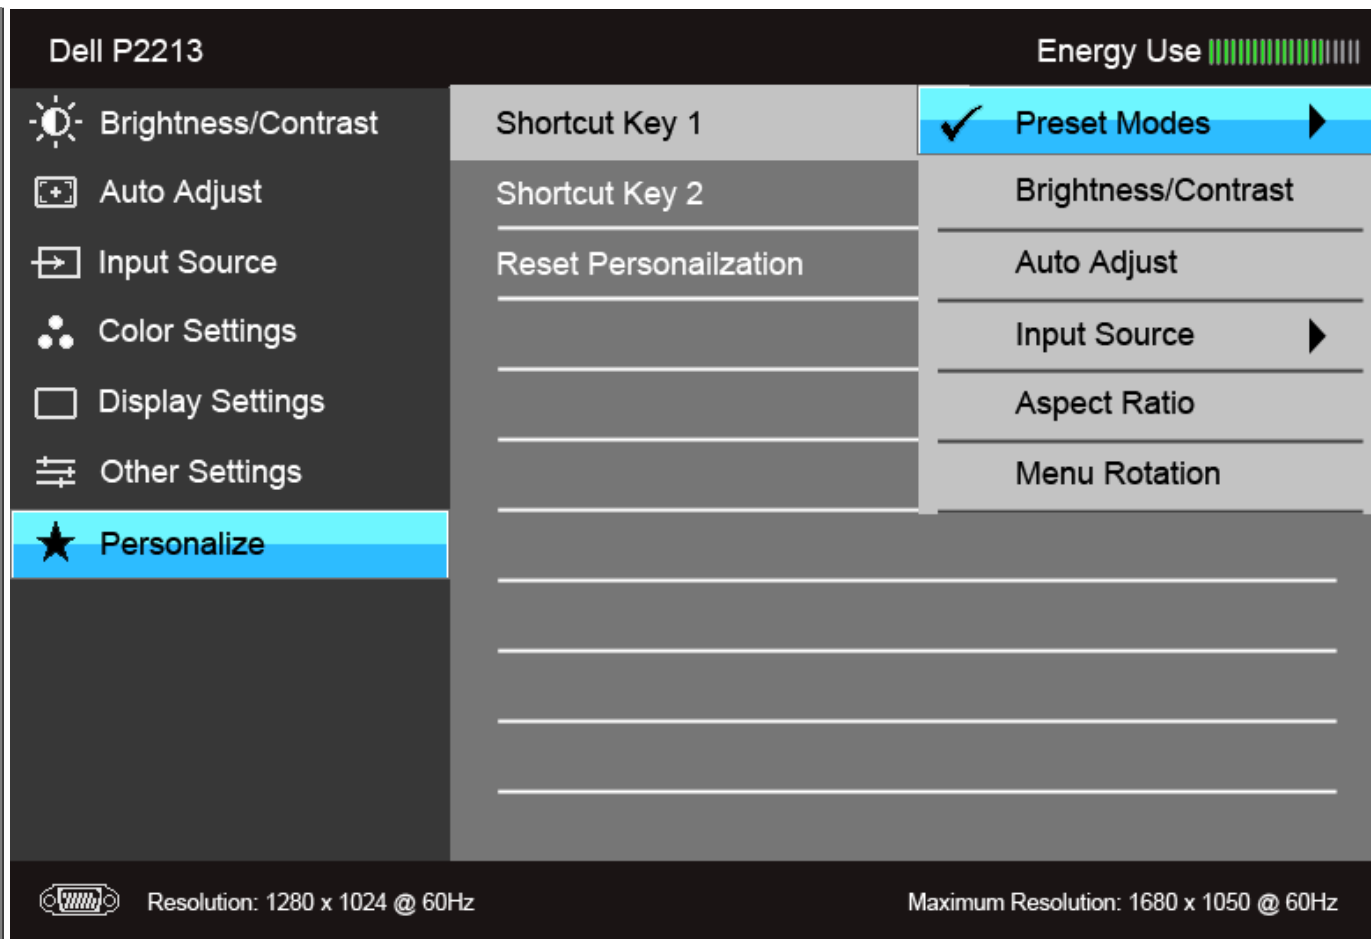 Dell P2213
Energy Use
Brightness/Contrast
Auto Adjust
Input Source
Color Settings
Display Settings
Other Settings
Personalize
Shortcut Key 1
Shortcut Key 2
Reset Personailzation
Preset Modes
Brightness/Contrast
Auto Adjust
Input Source
Aspect Ratio
Menu Rotation
Resolution: 1280 x 1024 @ 60Hz
Maximum Resolution: 1680 x 1050 @ 60Hz